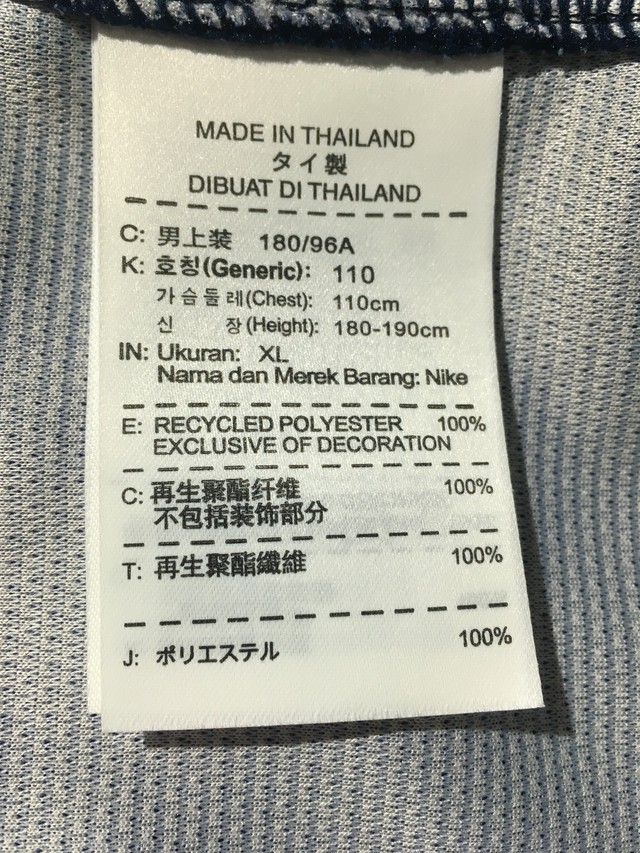 MADE IN THAILAND
タイ製
DIBUAT DI THAILAND
C: 男上装 180/96A
K: 호칭(Generic): 110
가슴둘레(Chest): 110cm
신 장(Height): 180-190cm
IN: Ukuran: XL
Nama dan Merek Barang: Nike
E: RECYCLED POLYESTER 100%
EXCLUSIVE OF DECORATION
C: 再生聚酯纤维 100%
不包括装饰部分
T: 再生聚酯纖維 100%
J: ポリエステル 100%